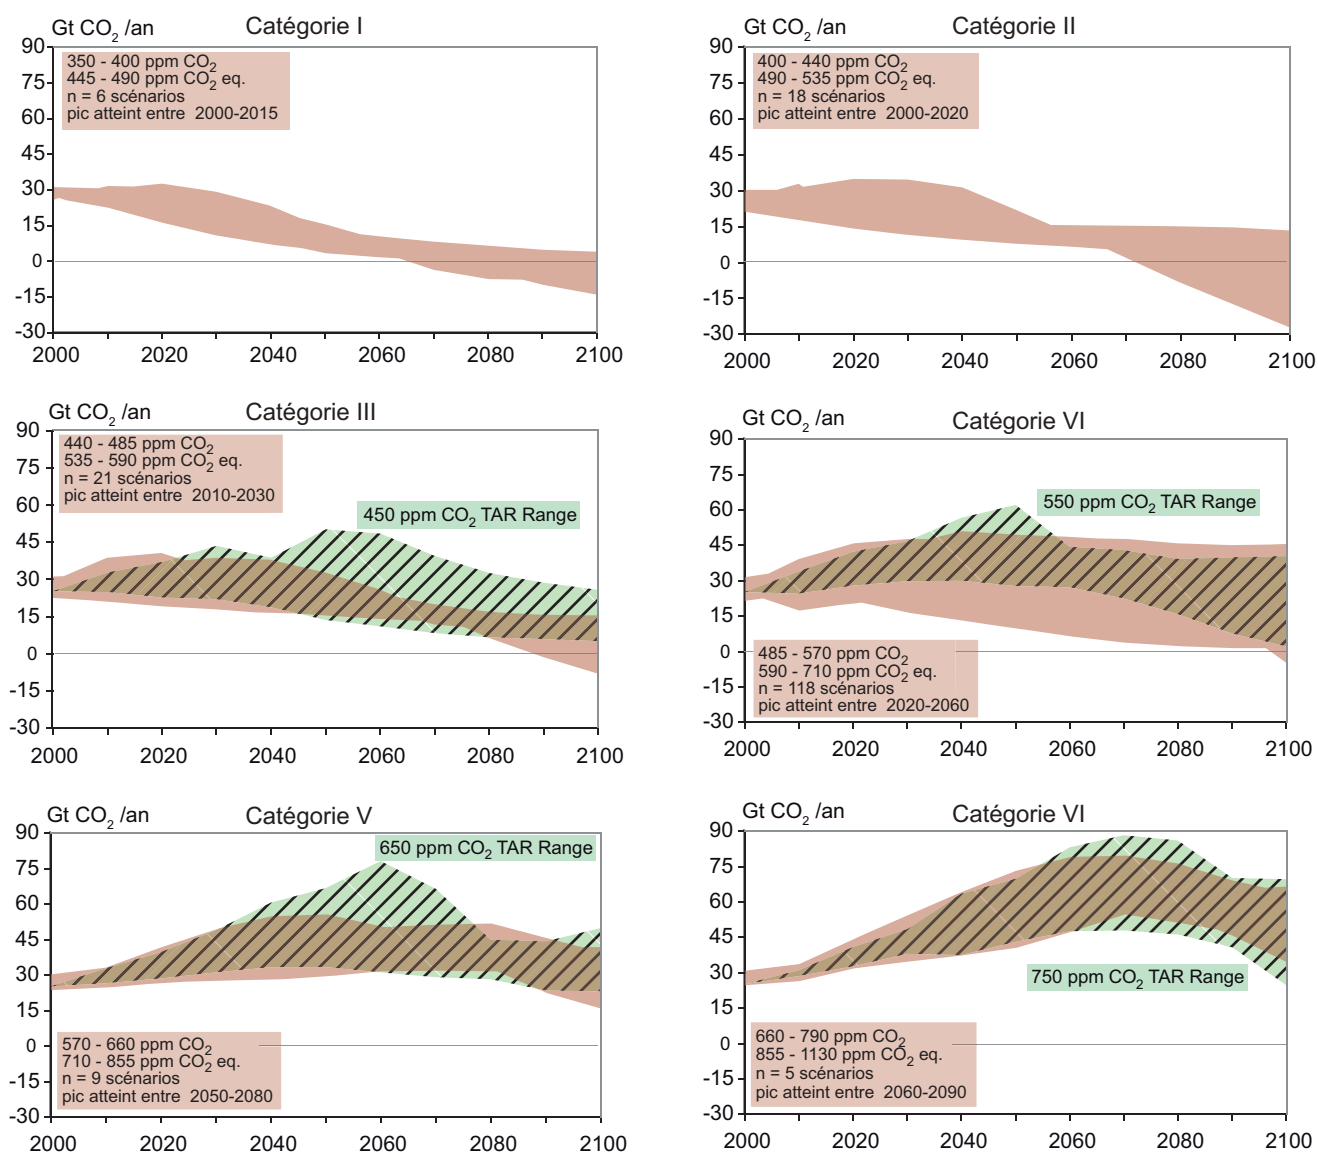 Gt CO2 /an
Catégorie I
90
75
60
45
30
15
0
-15
-30
350 - 400 ppm CO2
445 - 490 ppm CO2 eq.
n = 6 scénarios
pic atteint entre 2000-2015
2000 2020 2040 2060 2080 2100
Gt CO2 /an
Catégorie II
90
75
60
45
30
15
0
-15
-30
400 - 440 ppm CO2
490 - 535 ppm CO2 eq.
n = 18 scénarios
pic atteint entre 2000-2020
2000 2020 2040 2060 2080 2100
Gt CO2 /an
Catégorie III
90
75
60
45
30
15
0
-15
-30
440 - 485 ppm CO2
535 - 590 ppm CO2 eq.
n = 21 scénarios
pic atteint entre 2010-2030
450 ppm CO2 TAR Range
2000 2020 2040 2060 2080 2100
Gt CO2 /an
Catégorie VI
90
75
60
45
30
15
0
-15
-30
550 ppm CO2 TAR Range
485 - 570 ppm CO2
590 - 710 ppm CO2 eq.
n = 118 scénarios
pic atteint entre 2020-2060
2000 2020 2040 2060 2080 2100
Gt CO2 /an
Catégorie V
90
75
60
45
30
15
0
-15
-30
650 ppm CO2 TAR Range
570 - 660 ppm CO2
710 - 855 ppm CO2 eq.
n = 9 scénarios
pic atteint entre 2050-2080
2000 2020 2040 2060 2080 2100
Gt CO2 /an
Catégorie VI
90
75
60
45
30
15
0
-15
-30
750 ppm CO2 TAR Range
660 - 790 ppm CO2
855 - 1130 ppm CO2 eq.
n = 5 scénarios
pic atteint entre 2060-2090
2000 2020 2040 2060 2080 2100